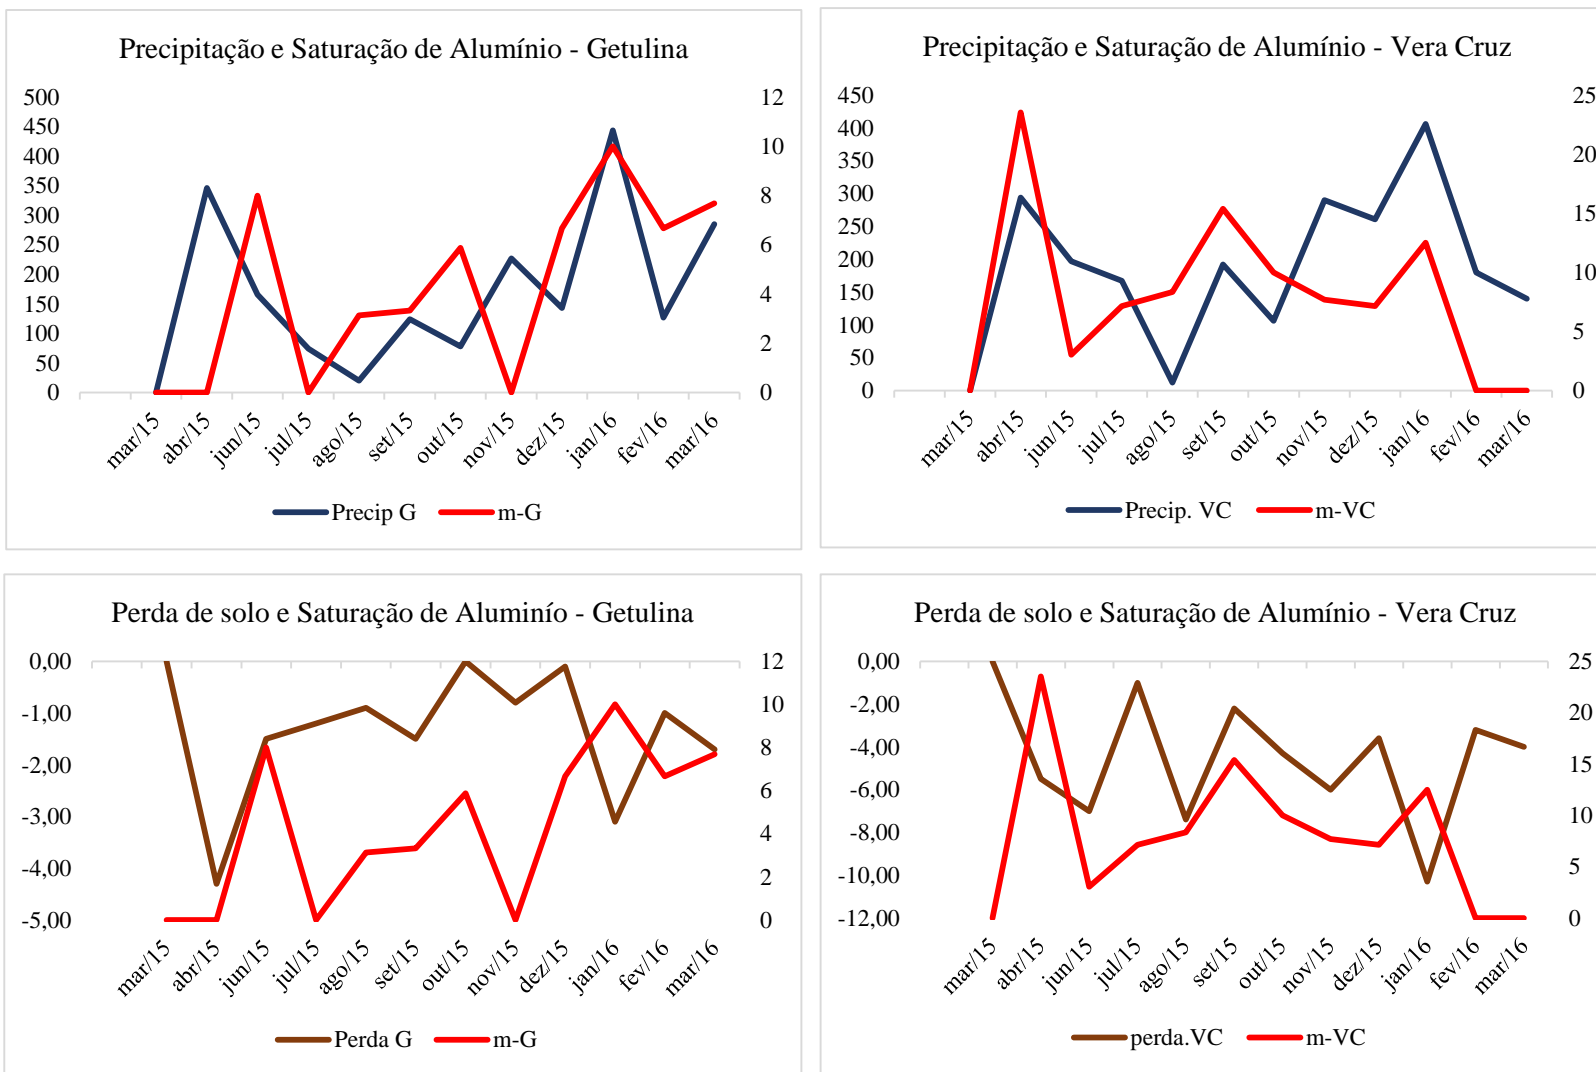 Precipitação e Saturação de Alumínio - Getulina
500
450
400
350
300
250
200
150
100
50
0
12
10
8
6
4
2
0
mar/15
abr/15
jun/15
jul/15
ago/15
set/15
out/15
nov/15
dez/15
jan/16
fev/16
mar/16
Precip G
m-G
Precipitação e Saturação de Alumínio - Vera Cruz
450
400
350
300
250
200
150
100
50
0
25
20
15
10
5
0
mar/15
abr/15
jun/15
jul/15
ago/15
set/15
out/15
nov/15
dez/15
jan/16
fev/16
mar/16
Precip. VC
m-VC
Perda de solo e Saturação de Aluminío - Getulina
0,00
-1,00
-2,00
-3,00
-4,00
-5,00
12
10
8
6
4
2
0
mar/15
abr/15
jun/15
jul/15
ago/15
set/15
out/15
nov/15
dez/15
jan/16
fev/16
mar/16
Perda G
m-G
Perda de solo e Saturação de Alumínio - Vera Cruz
0,00
-2,00
-4,00
-6,00
-8,00
-10,00
-12,00
25
20
15
10
5
0
mar/15
abr/15
jun/15
jul/15
ago/15
set/15
out/15
nov/15
dez/15
jan/16
fev/16
mar/16
perda.VC
m-VC